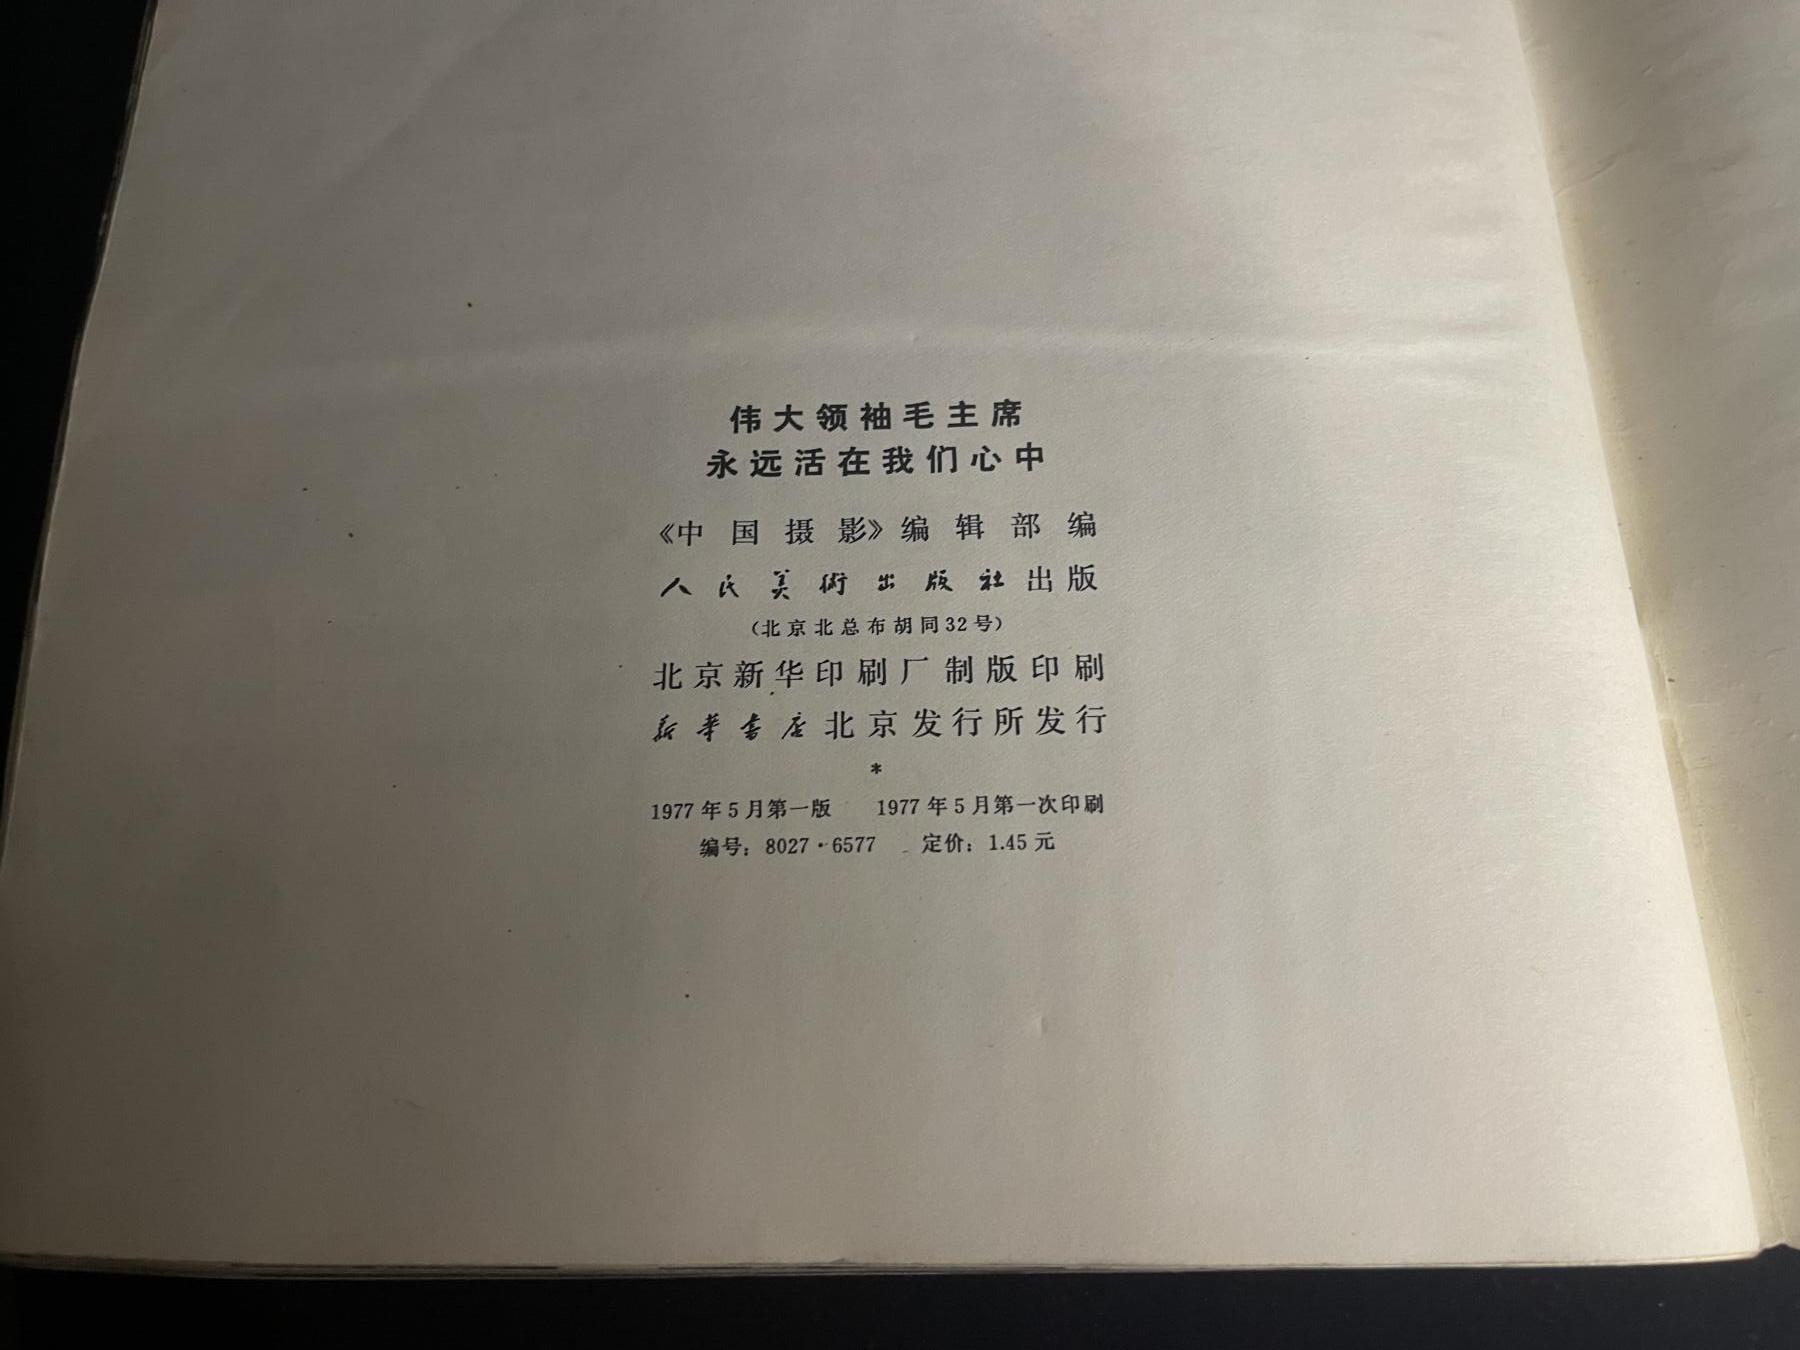 伟大领袖毛主席
永远活在我们心中
《中国摄影》编辑部编
人民美術出版社出版
(北京北总布胡同32号)
北京新华印刷厂制版印刷
新華書店北京发行所发行
*
1977年5月第一版 1977年5月第一次印刷
编号：8027·6577 定价：1.45元